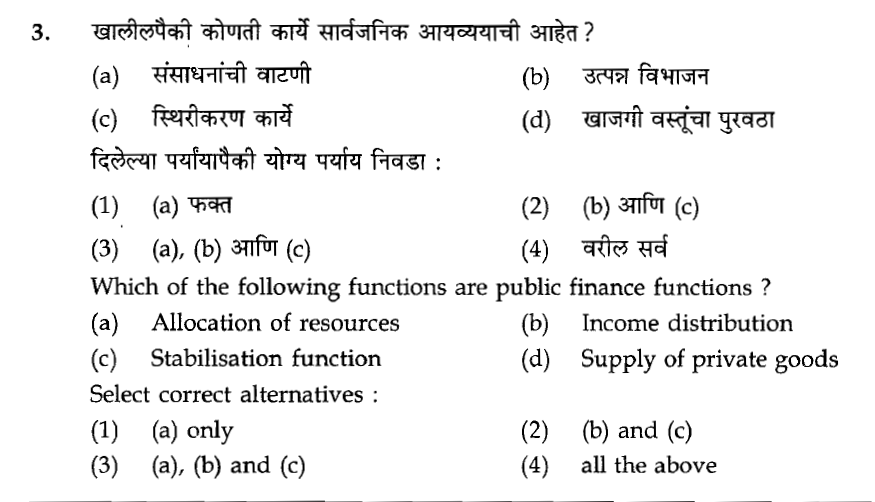 3. खालीलपैकी कोणती कार्ये सार्वजनिक आयव्ययाची आहेत ?
(a) संसाधनांची वाटणी (b) उत्पन्न विभाजन
(c) स्थिरीकरण कार्ये (d) खाजगी वस्तूंचा पुरवठा
दिलेल्या पर्यायापैकी योग्य पर्याय निवडा :
(1) (a) फक्त (2) (b) आणि (c)
(3) (a), (b) आणि (c) (4) वरील सर्व
Which of the following functions are public finance functions ?
(a) Allocation of resources (b) Income distribution
(c) Stabilisation function (d) Supply of private goods
Select correct alternatives :
(1) (a) only (2) (b) and (c)
(3) (a), (b) and (c) (4) all the above